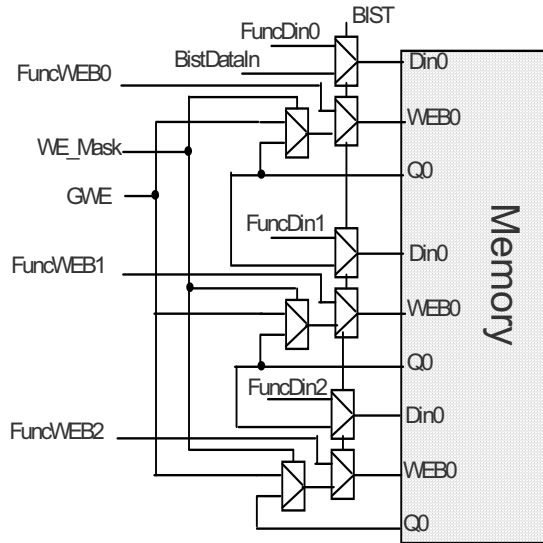 BIST
FuncDin0
BistDataIn
Din0
FuncWEB0
WEB0
WE_Mask
Q0
GWE
FuncDin1
Din0
FuncWEB1
WEB0
Memory
Q0
FuncDin2
Din0
FuncWEB2
WEB0
Q0